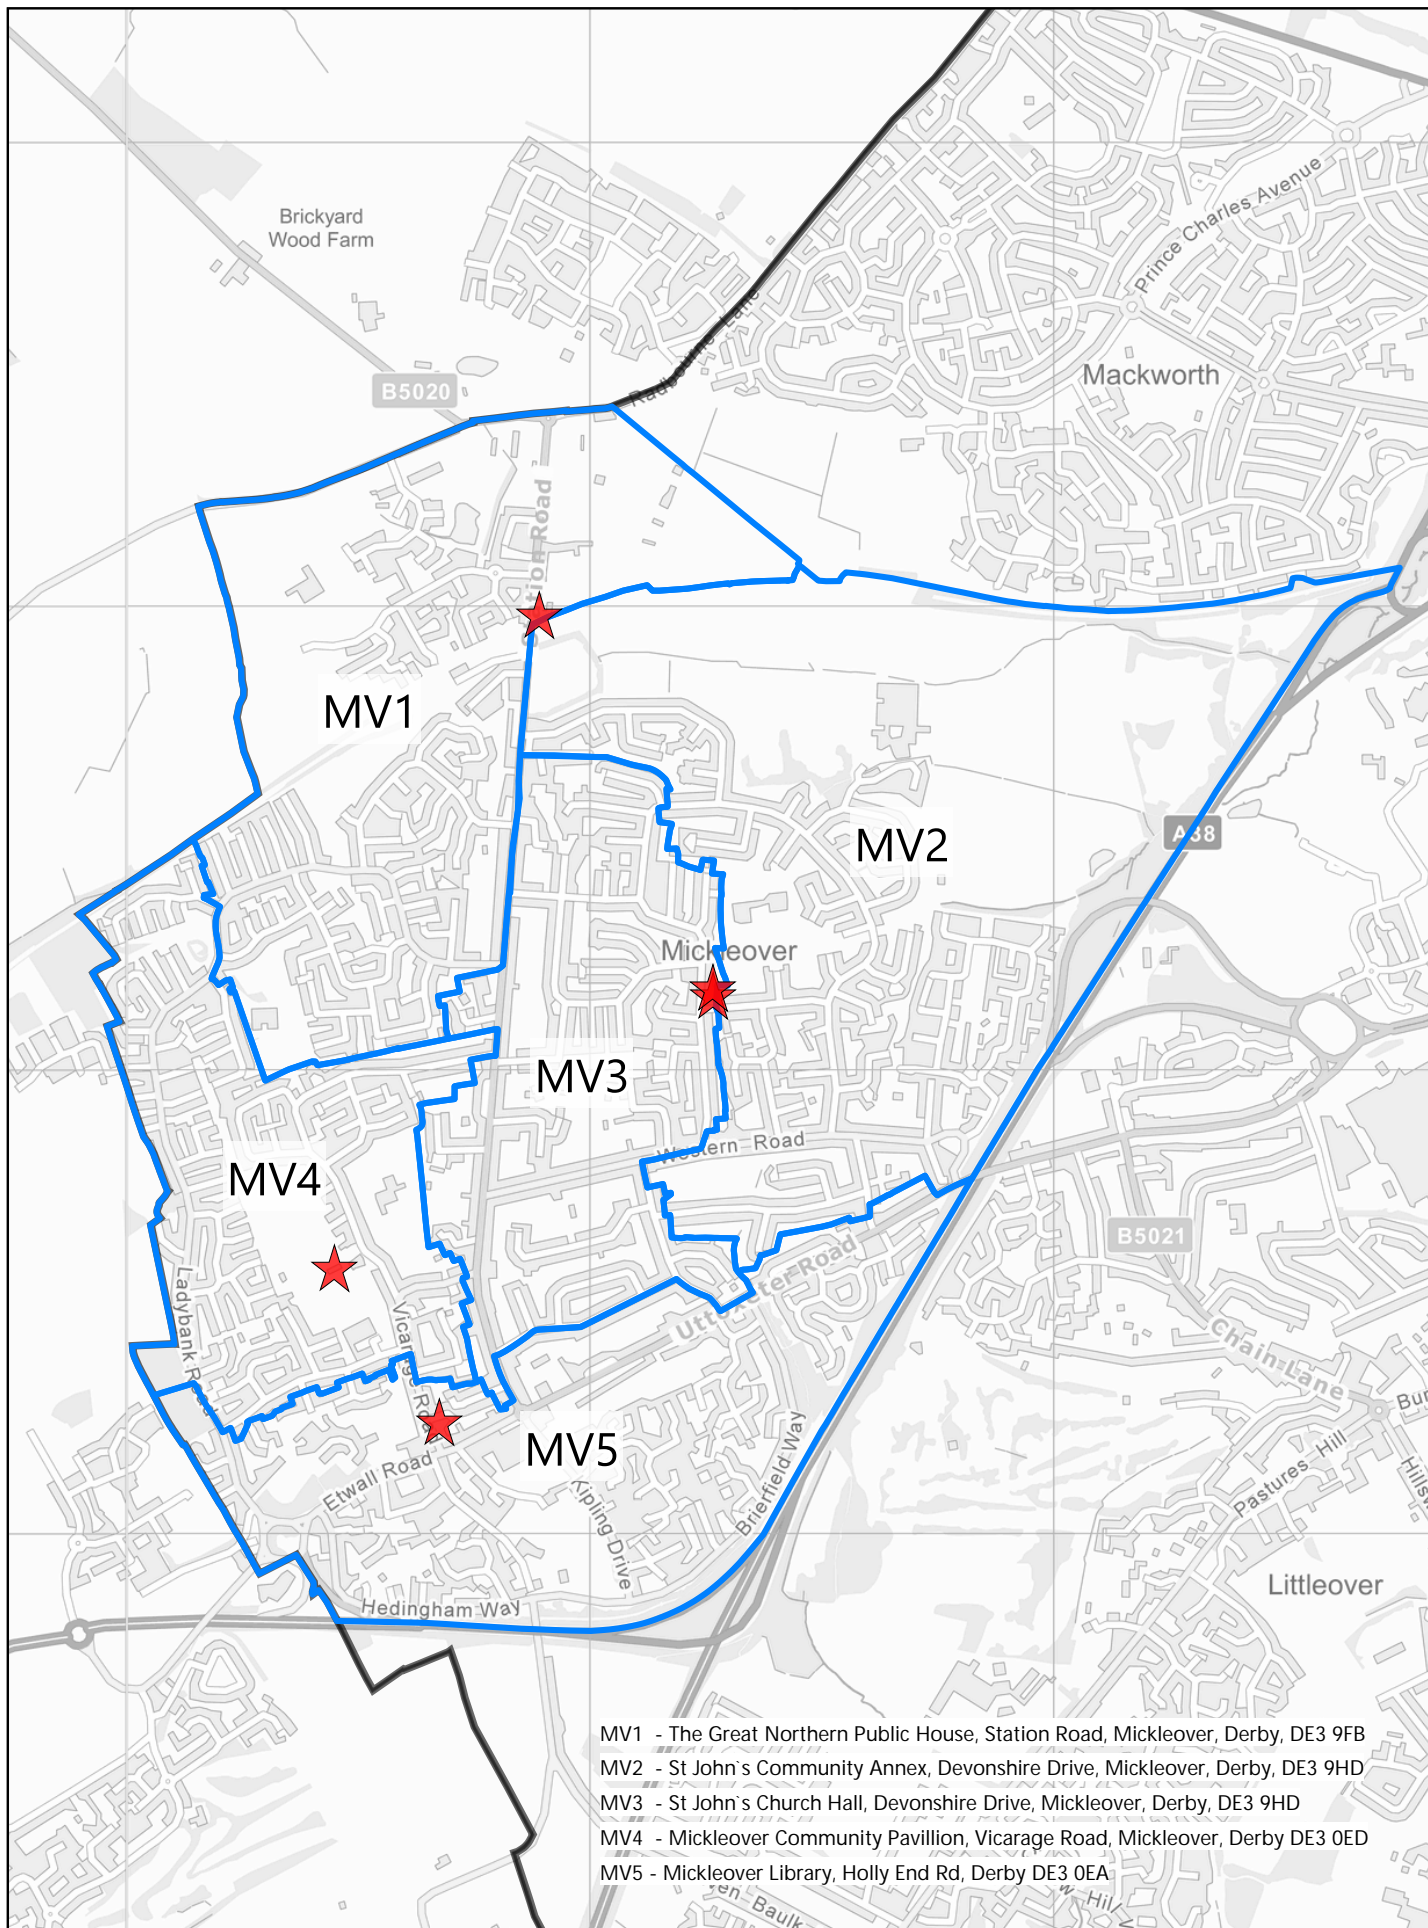 Brickyard
Wood Farm
Prince Charles Avenue
B5020
Radbourne Lane
Mackworth
MV1
A38
MV2
Mickleover
MV3
Western Road
MV4
B5021
Ladybank Road
Vicarage Road
Uttoxeter Road
Chain Lane
MV5
Etwall Road
Kipling Drive
Brierfield Way
Pastures Hill
Littleover
Hedingham Way
MV1 - The Great Northern Public House, Station Road, Mickleover, Derby, DE3 9FB
MV2 - St John`s Community Annex, Devonshire Drive, Mickleover, Derby, DE3 9HD
MV3 - St John`s Church Hall, Devonshire Drive, Mickleover, Derby, DE3 9HD
MV4 - Mickleover Community Pavillion, Vicarage Road, Mickleover, Derby DE3 0ED
MV5 - Mickleover Library, Holly End Rd, Derby DE3 0EA